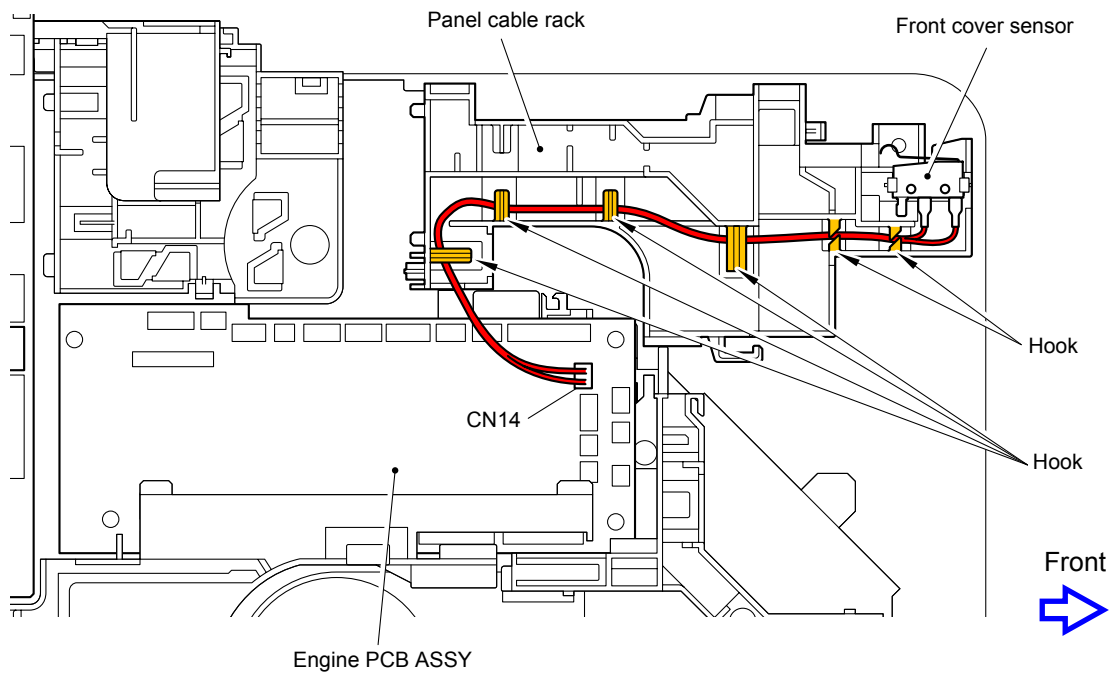 Panel cable rack
Front cover sensor
Hook
CN14
Hook
Front
Engine PCB ASSY